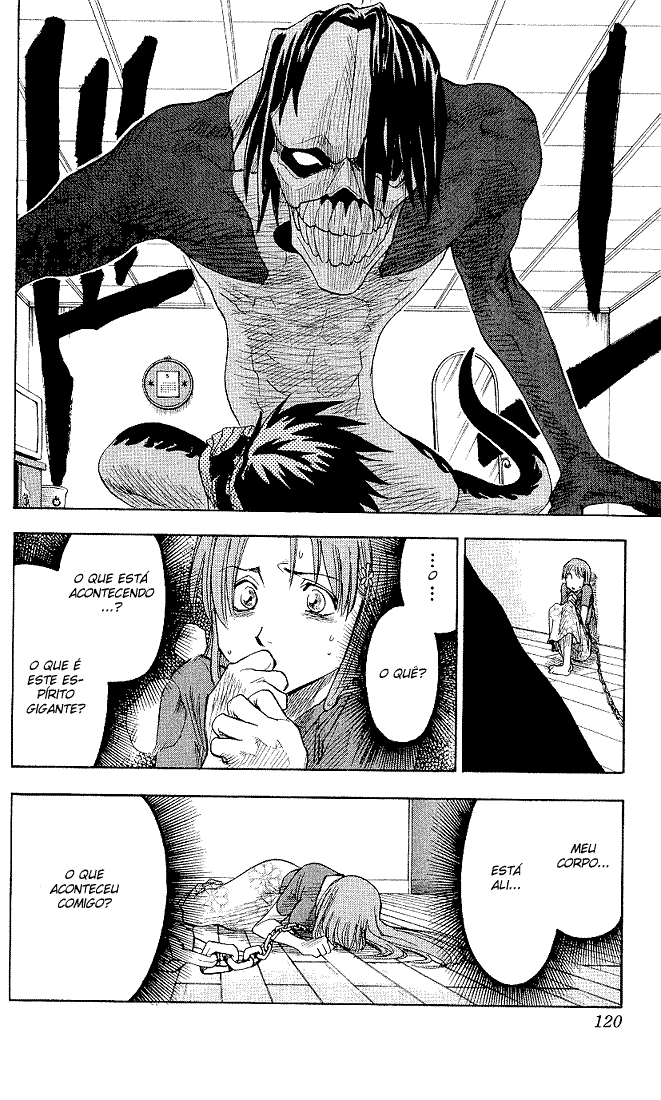 ...O...
O QUÊ?
O QUE ESTÁ
ACONTECENDO
...?
O QUE É
ESTE ES-
PÍRITO
GIGANTE?
MEU
CORPO...
ESTÁ
ALI...
O QUE
ACONTECEU
COMIGO?
120